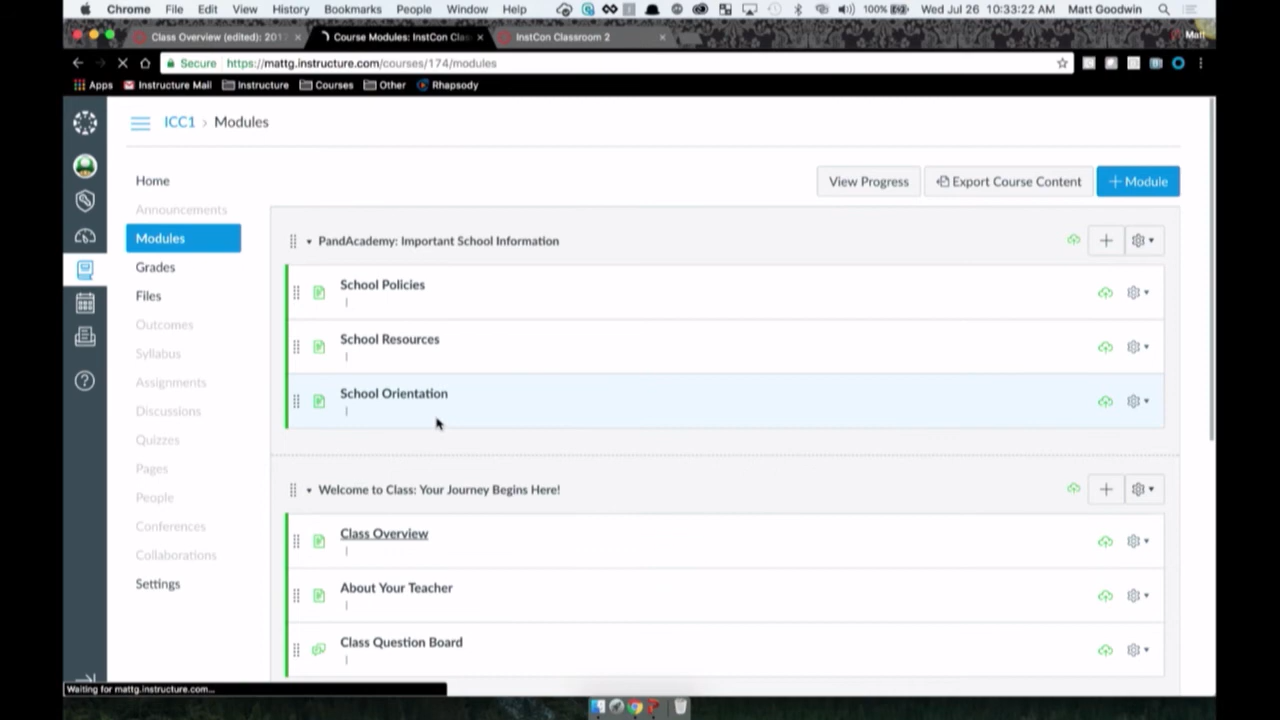 Chrome File Edit View History Bookmarks People Window Help 100% Wed Jul 26 10:33:22 AM Matt Goodwin
Class Overview (edited): 201 Course Modules: InstCon Clas InstCon Classroom 2 Matt
Secure https://mattg.instructure.com/courses/174/modules
Apps Instructure Mail Instructure Courses Other Rhapsody
ICC1 > Modules
Home
Announcements
Modules
Grades
Files
Outcomes
Syllabus
Assignments
Discussions
Quizzes
Pages
People
Conferences
Collaborations
Settings
View Progress Export Course Content + Module
PandAcademy: Important School Information
School Policies
School Resources
School Orientation
Welcome to Class: Your Journey Begins Here!
Class Overview
About Your Teacher
Class Question Board
Waiting for mattg.instructure.com...